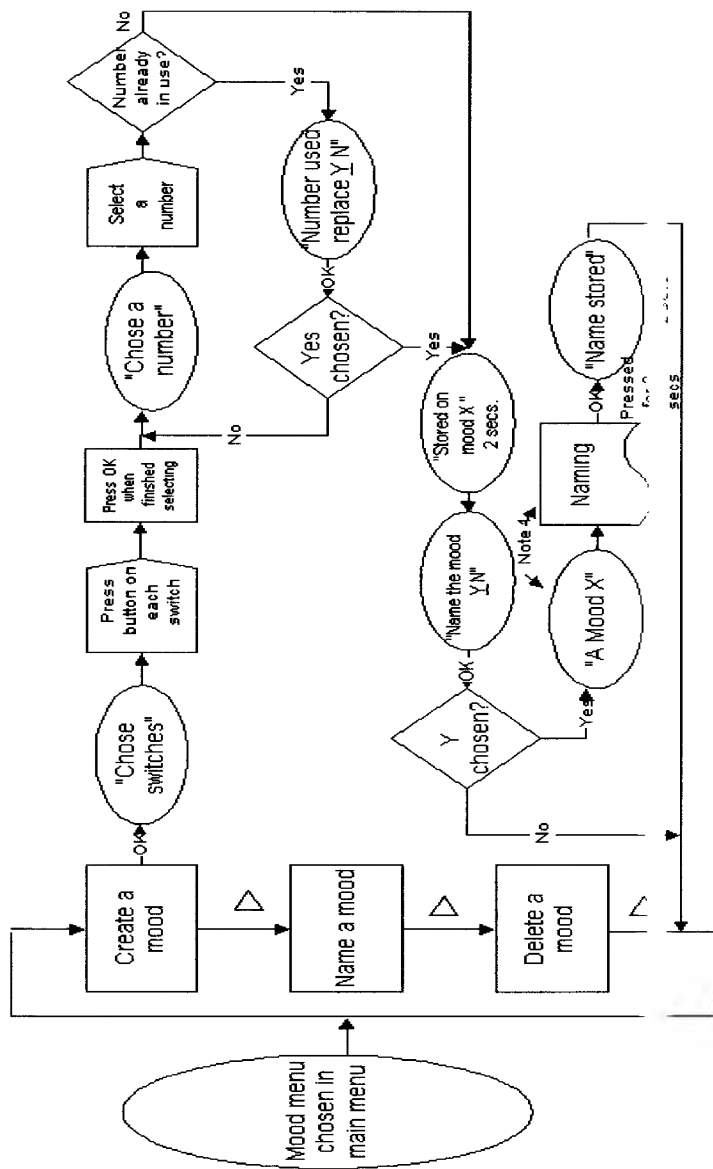 Mood menu
chosen in
main menu
Create a
mood
Name a mood
Delete a
mood
OK
"Chose
switches"
Press
button on
each
switch
Press OK
when
finished
selecting
"Chose a
number"
Select
a
number
Number
already
in use?
No
Yes
"Number used
replace Y N"
OK
Yes
chosen?
No
Yes
"Stored on
mood X"
2 secs.
"Name the mood
Y N"
OK
Y
chosen?
No
Yes
Note 4
"A Mood X"
Naming
OK
Pressed
secs
"Name stored"